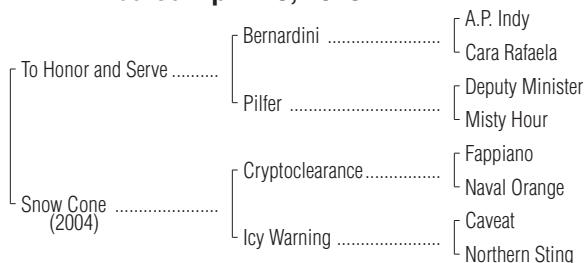 A.P. Indy
Bernardini
Cara Rafaela
To Honor and Serve
Deputy Minister
Pilfer
Misty Hour
Fappiano
Cryptoclearance
Naval Orange
Snow Cone
(2004)
Caveat
Icy Warning
Northern Sting